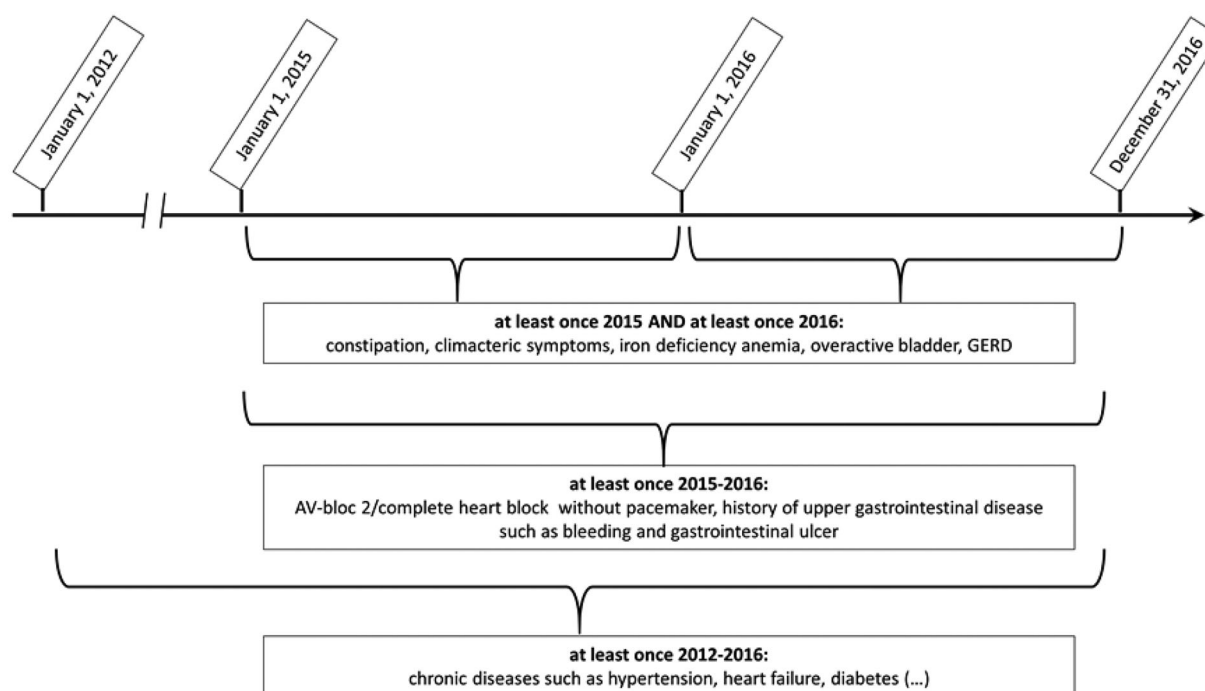 January 1, 2012
January 1, 2015
January 1, 2016
December 31, 2016
at least once 2015 AND at least once 2016:
constipation, climacteric symptoms, iron deficiency anemia, overactive bladder, GERD
at least once 2015-2016:
AV-bloc 2/complete heart block without pacemaker, history of upper gastrointestinal disease
such as bleeding and gastrointestinal ulcer
at least once 2012-2016:
chronic diseases such as hypertension, heart failure, diabetes (...)